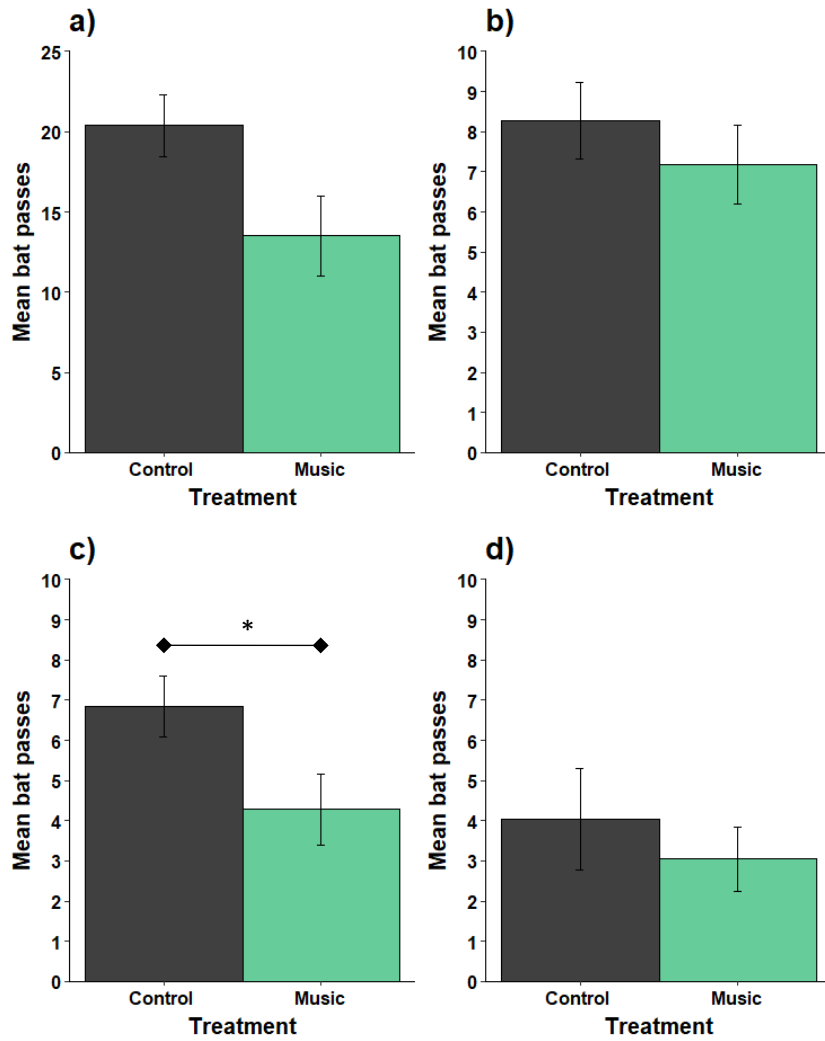 a)
25
20
15
10
5
0
Mean bat passes
Control Music
Treatment
b)
10
9
8
7
6
5
4
3
2
1
0
Mean bat passes
Control Music
Treatment
c)
10
9
8
7
6
5
4
3
2
1
0
*
Mean bat passes
Control Music
Treatment
d)
10
9
8
7
6
5
4
3
2
1
0
Mean bat passes
Control Music
Treatment